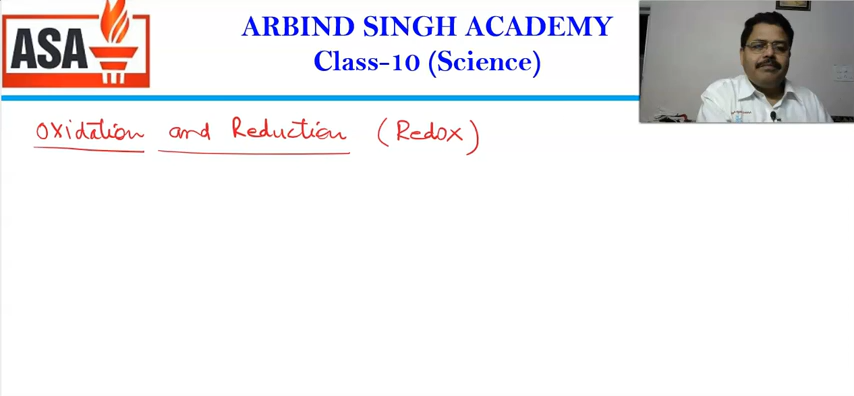 ASA
ARBIND SINGH ACADEMY
Class-10 (Science)
Oxidation and Reduction (Redox)